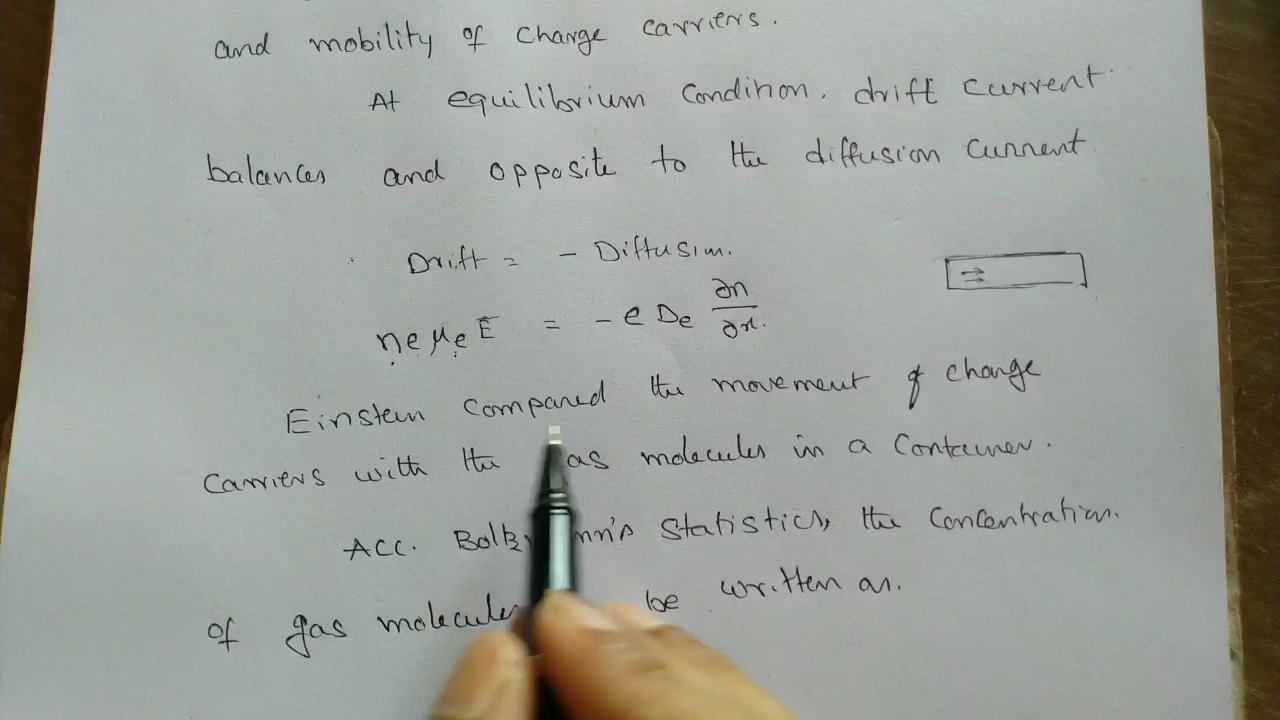 and mobility of charge carriers.
At equilibrium condition. drift current
balances and opposite to the diffusion current
Drift = - Diffusion.
neμₑE = - e Dₑ ∂n/∂x.
Einstein compared the movement of charge
carriers with the as molecules in a container.
Acc. Statistics, the concentration.
of gas molecules be written as.